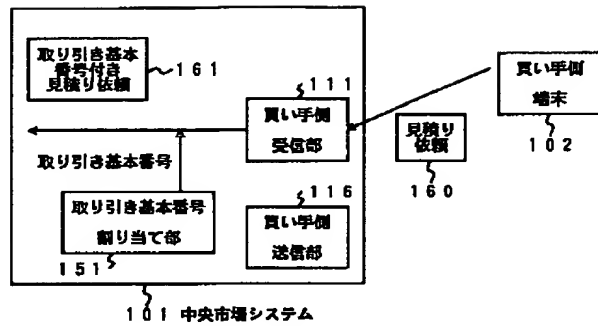 取り引き基本
番号付き
見積り依頼
161
111
買い手側
受信部
買い手側
端末
102
見積り
依頼
160
取り引き基本番号
取り引き基本番号
割り当て部
151
116
買い手側
送信部
101 中央市場システム